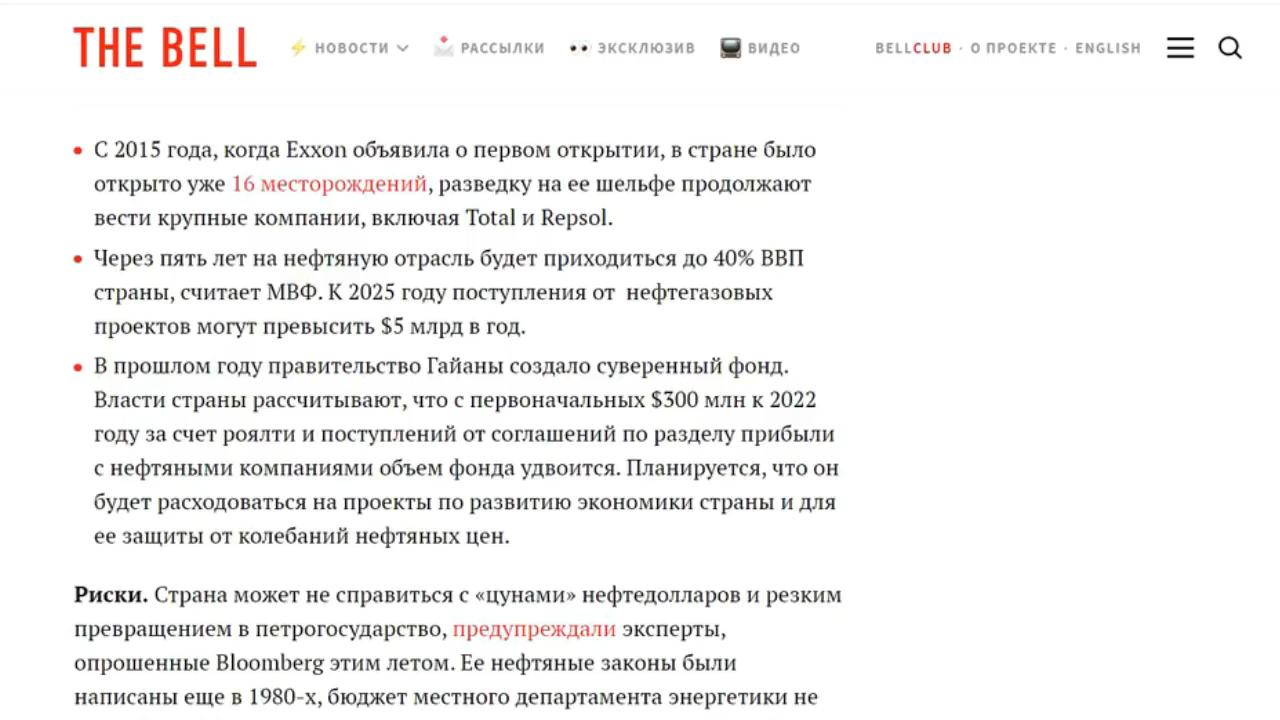 THE BELL
НОВОСТИ РАССЫЛКИ ЭКСКЛЮЗИВ ВИДЕО BELLCLUB · О ПРОЕКТЕ · ENGLISH
С 2015 года, когда Exxon объявила о первом открытии, в стране было
открыто уже 16 месторождений, разведку на ее шельфе продолжают
вести крупные компании, включая Total и Repsol.
Через пять лет на нефтяную отрасль будет приходиться до 40% ВВП
страны, считает МВФ. К 2025 году поступления от нефтегазовых
проектов могут превысить $5 млрд в год.
В прошлом году правительство Гайаны создало суверенный фонд.
Власти страны рассчитывают, что с первоначальных $300 млн к 2022
году за счет роялти и поступлений от соглашений по разделу прибыли
с нефтяными компаниями объем фонда удвоится. Планируется, что он
будет расходоваться на проекты по развитию экономики страны и для
ее защиты от колебаний нефтяных цен.
Риски. Страна может не справиться с «цунами» нефтедолларов и резким
превращением в петрогосударство, предупреждали эксперты,
опрошенные Bloomberg этим летом. Ее нефтяные законы были
написаны еще в 1980-х, бюджет местного департамента энергетики не